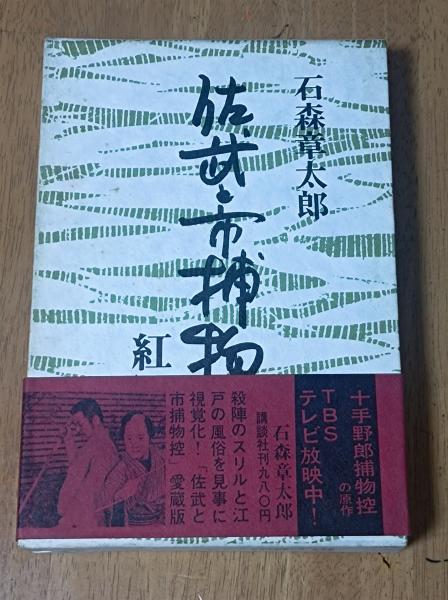 石森章太郎
佐武と市捕物
紅
十手野郎捕物控の原作
TBS
テレビ放映中！
石森章太郎
講談社刊九八〇円
殺陣のスリルと江
戸の風俗を見事に
視覚化！「佐武と
市捕物控」愛蔵版